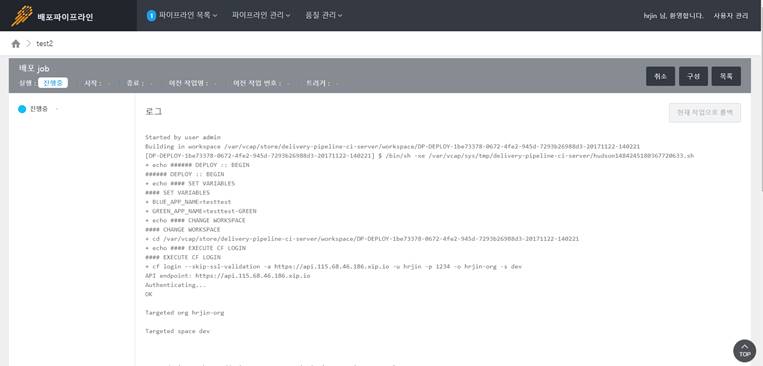 배포파이프라인
1 파이프라인 목록 파이프라인 관리 품질 관리
hrjin 님, 환영합니다. 사용자 관리
test2
배포 job
실행 : 진행중 시작 : - 종료 : - 이전 작업명 : - 이전 작업 번호 : - 트리거 : -
취소 구성 목록
진행중 -
로그
현재 작업으로 롤백
Started by user admin
Building in workspace /var/vcap/store/delivery-pipeline-ci-server/workspace/DP-DEPLOY-1be73378-0672-4fe2-945d-7293b26988d3-20171122-140221
[DP-DEPLOY-1be73378-0672-4fe2-945d-7293b26988d3-20171122-140221] $ /bin/sh -xe /var/vcap/sys/tmp/delivery-pipeline-ci-server/hudson1484245180367720633.sh
+ echo ###### DEPLOY :: BEGIN
###### DEPLOY :: BEGIN
+ echo #### SET VARIABLES
#### SET VARIABLES
+ BLUE_APP_NAME=testtest
+ GREEN_APP_NAME=testtest-GREEN
+ echo #### CHANGE WORKSPACE
#### CHANGE WORKSPACE
+ cd /var/vcap/store/delivery-pipeline-ci-server/workspace/DP-DEPLOY-1be73378-0672-4fe2-945d-7293b26988d3-20171122-140221
+ echo #### EXECUTE CF LOGIN
#### EXECUTE CF LOGIN
+ cf login --skip-ssl-validation -a https://api.115.68.46.186.xip.io -u hrjin -p 1234 -o hrjin-org -s dev
API endpoint: https://api.115.68.46.186.xip.io
Authenticating...
OK
Targeted org hrjin-org
Targeted space dev
TOP